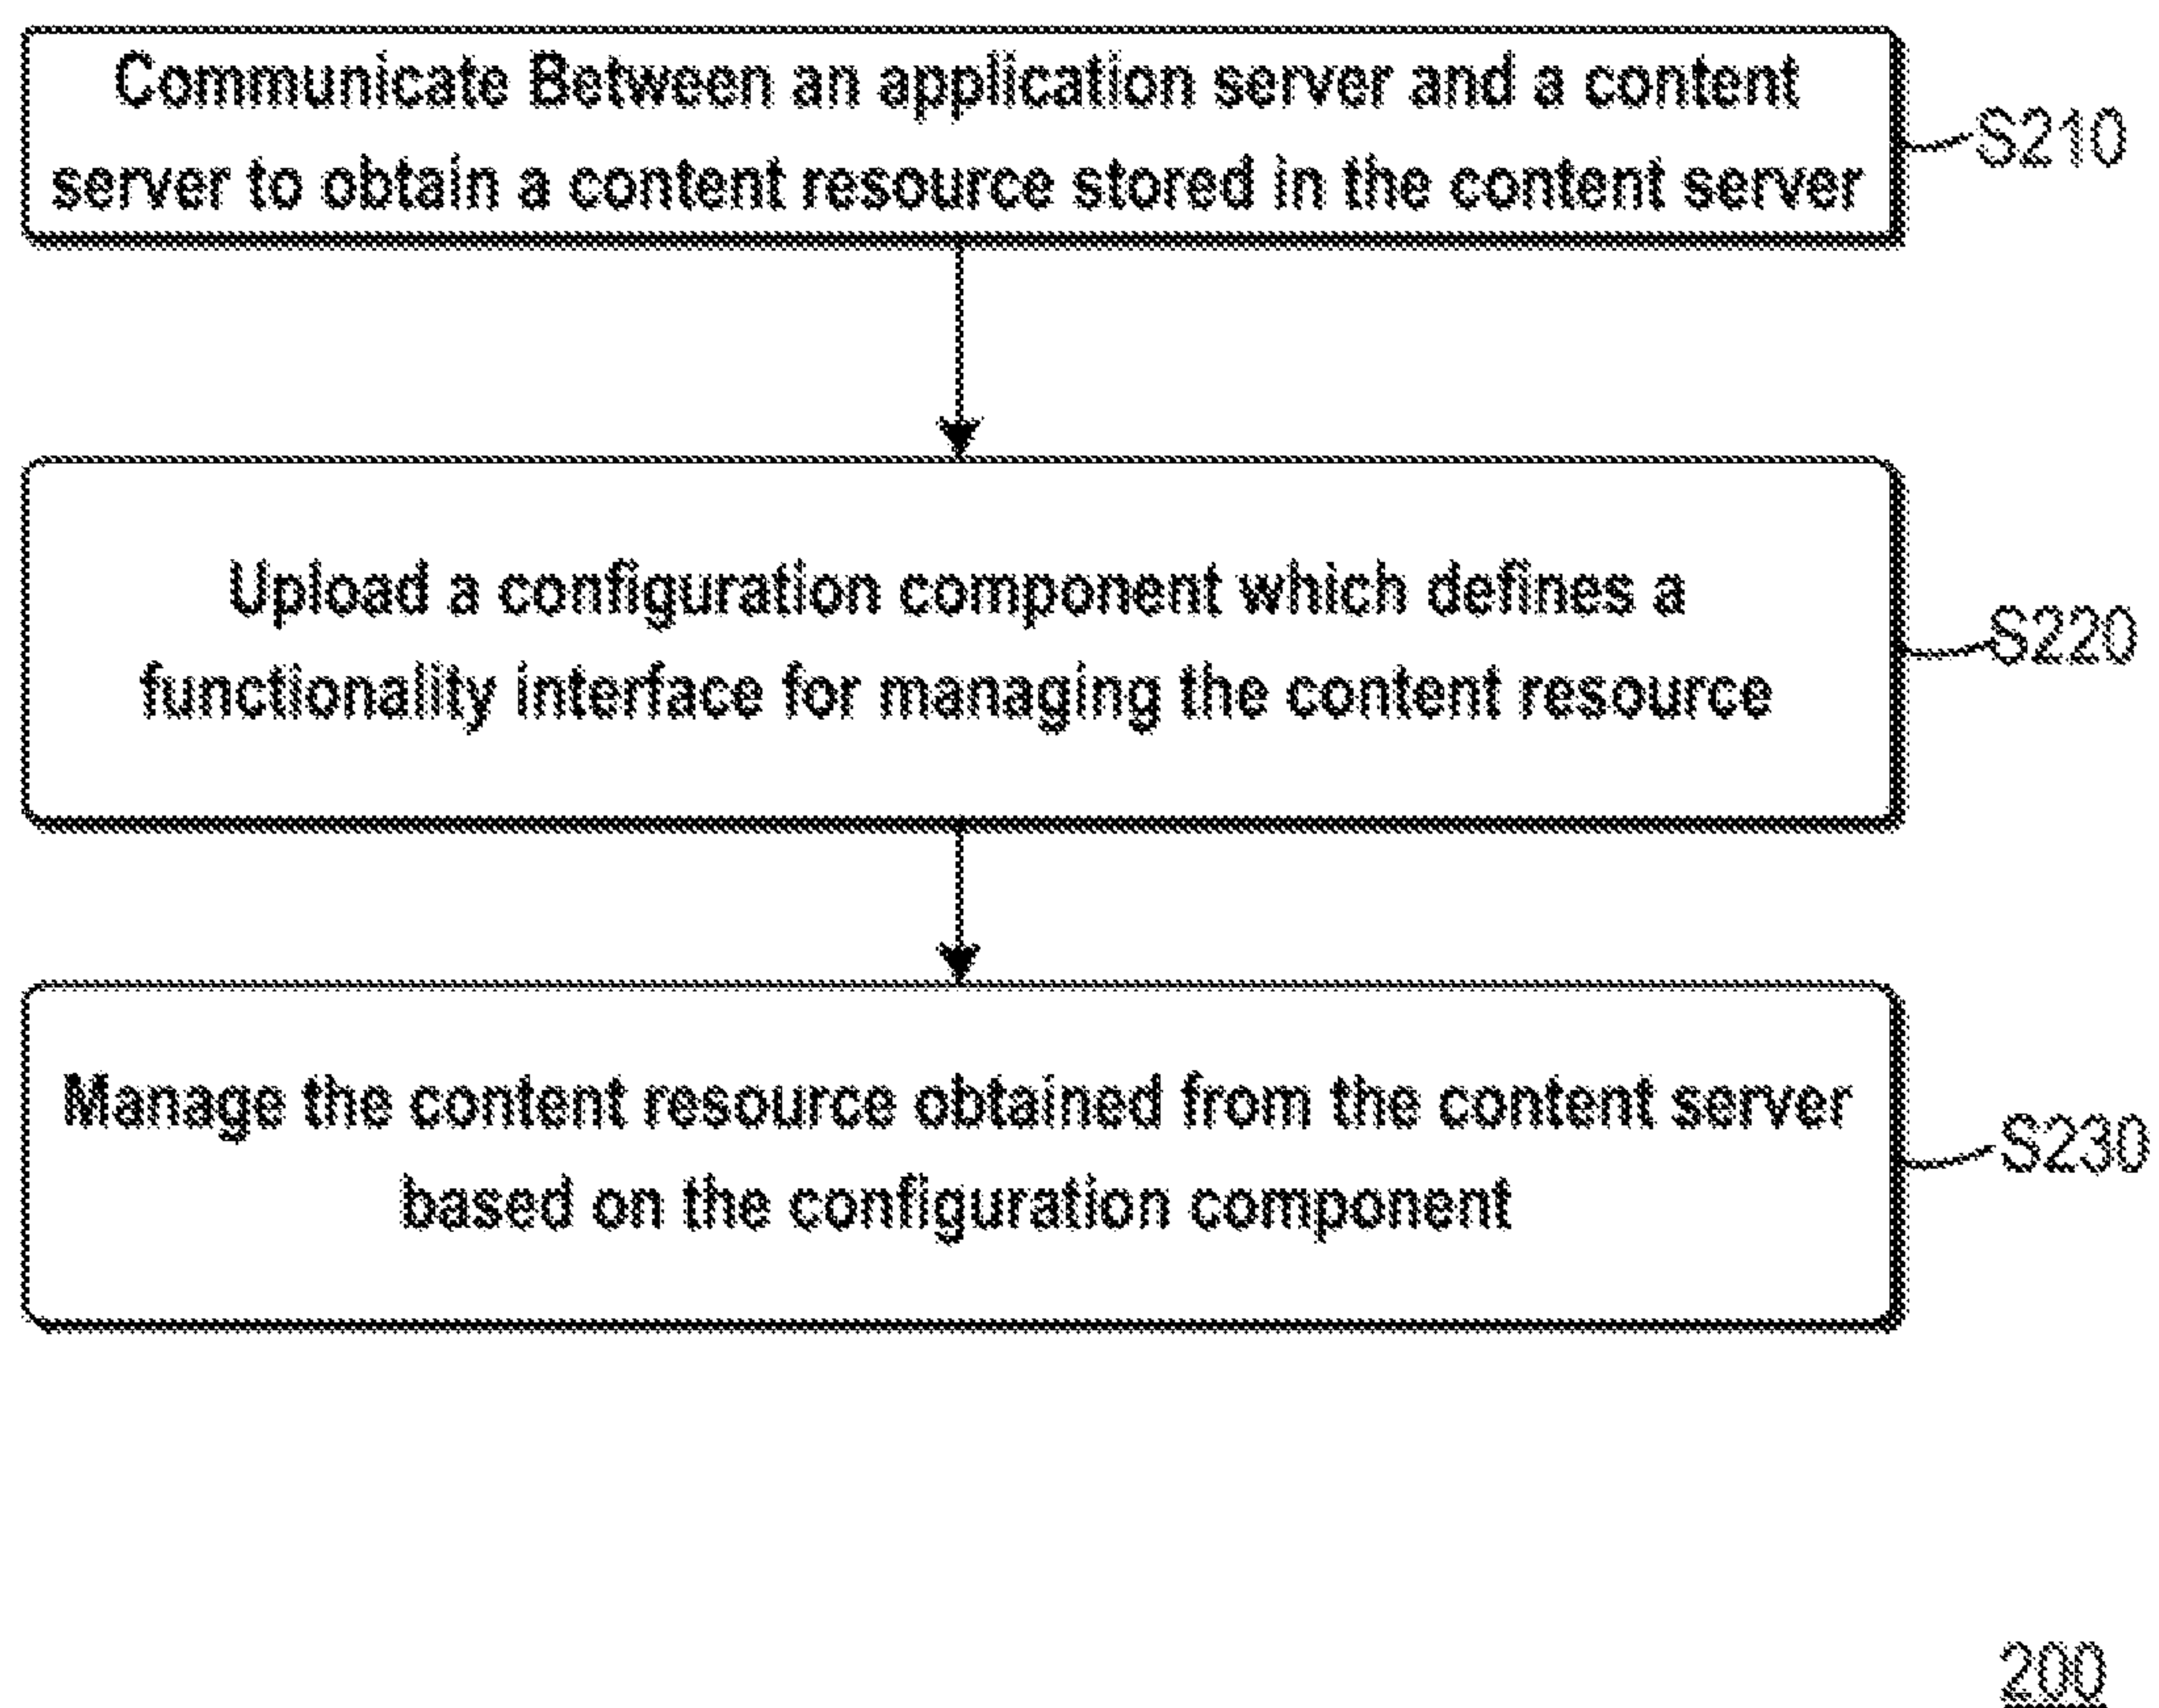 Communicate Between an application server and a content
server to obtain a content resource stored in the content server
S210
Upload a configuration component which defines a
functionality interface for managing the content resource
S220
Manage the content resource obtained from the content server
based on the configuration component
S230
200